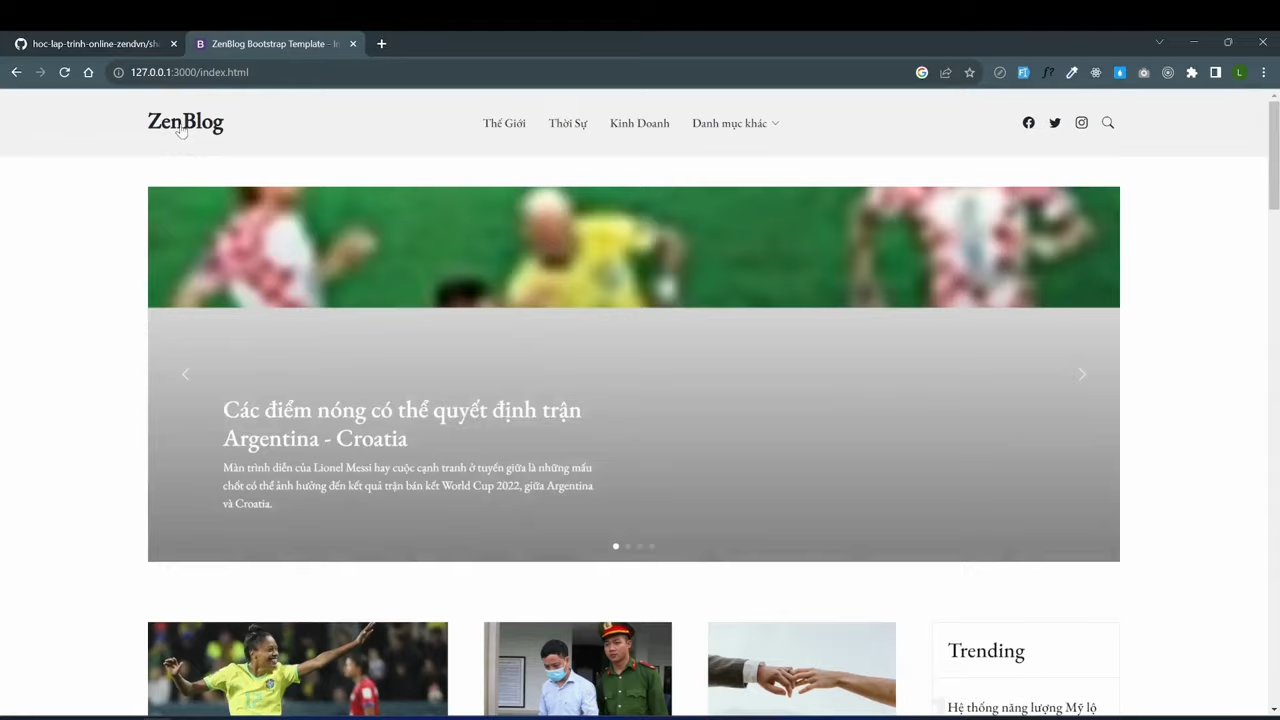 hoc-lap-trinh-online-zendvn/sh
ZenBlog Bootstrap Template - In
127.0.0.1:3000/index.html
ZenBlog
Thế Giới
Thời Sự
Kinh Doanh
Danh mục khác
Các điểm nóng có thể quyết định trận
Argentina - Croatia
Màn trình diễn của Lionel Messi hay cuộc cạnh tranh ở tuyến giữa là những mấu
chốt có thể ảnh hưởng đến kết quả trận bán kết World Cup 2022, giữa Argentina
và Croatia.
Trending
Hệ thống năng lượng Mỹ lộ